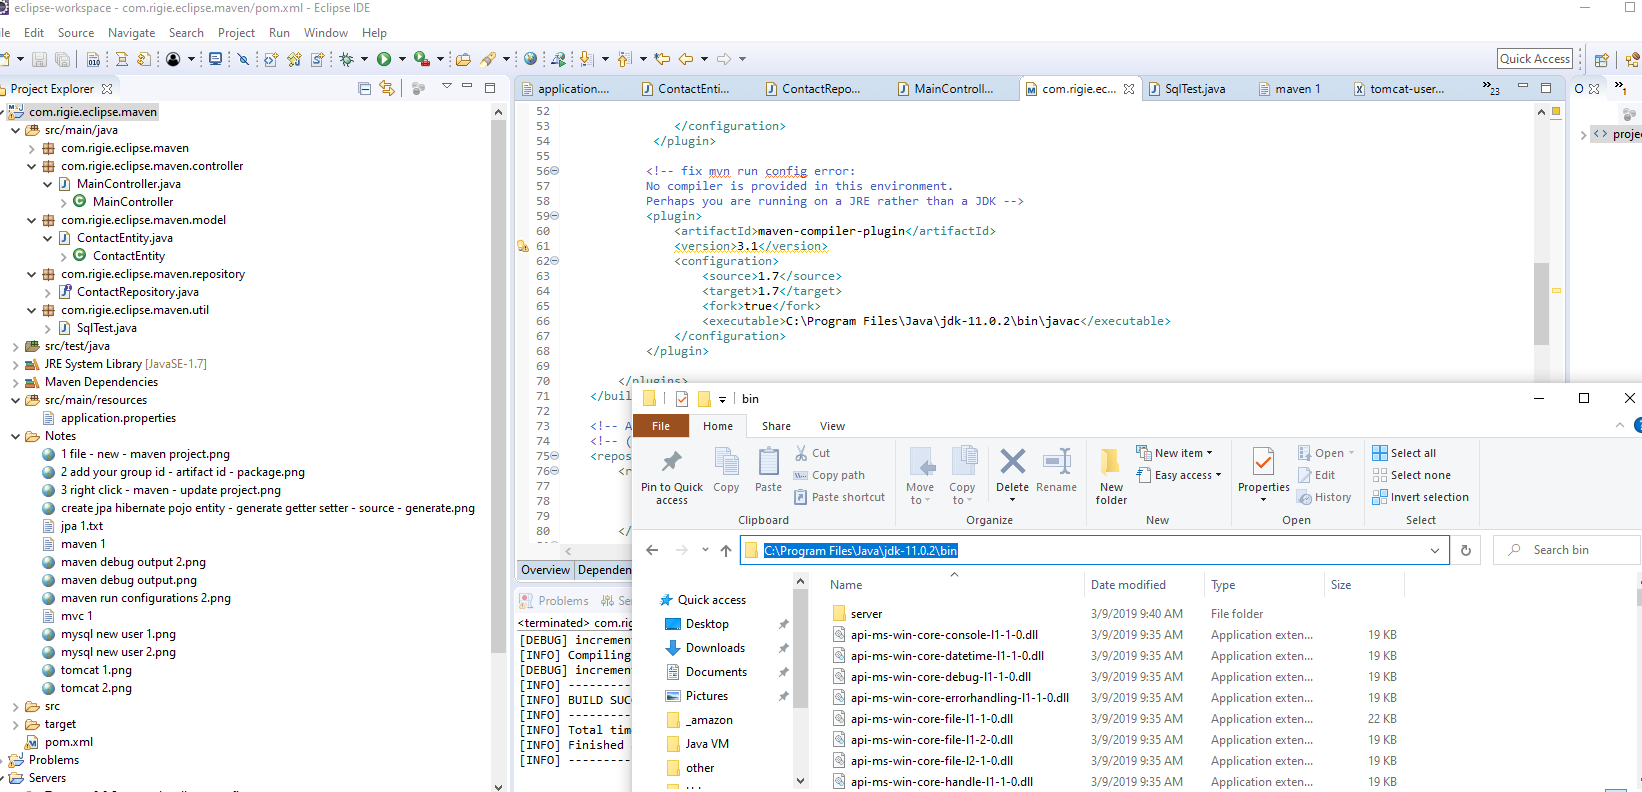 eclipse-workspace - com.rigie.eclipse.maven/pom.xml - Eclipse IDE
Edit Source Navigate Search Project Run Window Help
Quick Access
Project Explorer
com.rigie.eclipse.maven
src/main/java
com.rigie.eclipse.maven
com.rigie.eclipse.maven.controller
MainController.java
MainController
com.rigie.eclipse.maven.model
ContactEntity.java
ContactEntity
com.rigie.eclipse.maven.repository
ContactRepository.java
com.rigie.eclipse.maven.util
SqlTest.java
src/test/java
JRE System Library [JavaSE-1.7]
Maven Dependencies
src/main/resources
application.properties
Notes
1 file - new - maven project.png
2 add your group id - artifact id - package.png
3 right click - maven - update project.png
create jpa hibernate pojo entity - generate getter setter - source - generate.png
jpa 1.txt
maven 1
maven debug output 2.png
maven debug output.png
maven run configurations 2.png
mvc 1
mysql new user 1.png
mysql new user 2.png
tomcat 1.png
tomcat 2.png
src
target
pom.xml
Problems
Servers
application.... ContactEnti... ContactRepo... MainControll... com.rigie.ec... SqlTest.java maven 1 tomcat-user... »23
O »1
<> proje
52
53 </configuration>
54 </plugin>
55
56 <!-- fix mvn run config error:
57 No compiler is provided in this environment.
58 Perhaps you are running on a JRE rather than a JDK -->
59 <plugin>
60 <artifactId>maven-compiler-plugin</artifactId>
61 <version>3.1</version>
62 <configuration>
63 <source>1.7</source>
64 <target>1.7</target>
65 <fork>true</fork>
66 <executable>C:\Program Files\Java\jdk-11.0.2\bin\javac</executable>
67 </configuration>
68 </plugin>
69
70 </plugins>
71 </buil
72
73 <!-- A
74 <!-- (
75 <repos
76 <r
77
78
79
80 </
Overview Dependen
Problems Se
<terminated> com.rig
[DEBUG] incremen
[INFO] Compiling
[DEBUG] incremen
[INFO] ---------
[INFO] BUILD SUC
[INFO] ---------
[INFO] Total tim
[INFO] Finished
[INFO] ---------
bin
File Home Share View
Pin to Quick access
Copy
Paste
Cut
Copy path
Paste shortcut
Clipboard
Move to
Copy to
Delete
Rename
Organize
New folder
New item
Easy access
New
Properties
Open
Edit
History
Open
Select all
Select none
Invert selection
Select
C:\Program Files\Java\jdk-11.0.2\bin
Search bin
Quick access
Desktop
Downloads
Documents
Pictures
_amazon
Java VM
other
Name Date modified Type Size
server 3/9/2019 9:40 AM File folder
api-ms-win-core-console-l1-1-0.dll 3/9/2019 9:35 AM Application exten... 19 KB
api-ms-win-core-datetime-l1-1-0.dll 3/9/2019 9:35 AM Application exten... 19 KB
api-ms-win-core-debug-l1-1-0.dll 3/9/2019 9:35 AM Application exten... 19 KB
api-ms-win-core-errorhandling-l1-1-0.dll 3/9/2019 9:35 AM Application exten... 19 KB
api-ms-win-core-file-l1-1-0.dll 3/9/2019 9:35 AM Application exten... 22 KB
api-ms-win-core-file-l1-2-0.dll 3/9/2019 9:35 AM Application exten... 19 KB
api-ms-win-core-file-l2-1-0.dll 3/9/2019 9:35 AM Application exten... 19 KB
api-ms-win-core-handle-l1-1-0.dll 3/9/2019 9:35 AM Application exten... 19 KB